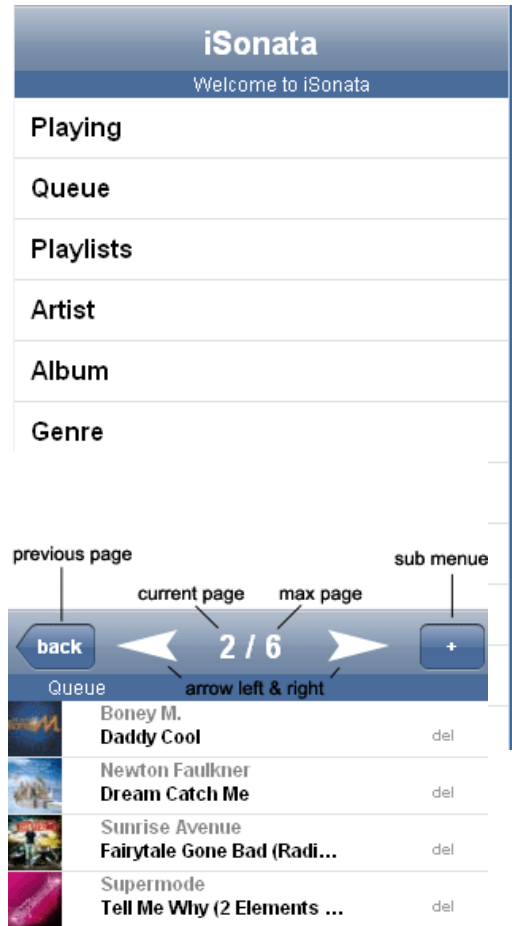 iSonata
Welcome to iSonata
Playing
Queue
Playlists
Artist
Album
Genre
previous page
sub menue
current page
max page
back
2 / 6
+
Queue
arrow left & right
Boney M.
Daddy Cool
del
Newton Faulkner
Dream Catch Me
del
Sunrise Avenue
Fairytale Gone Bad (Radi...
del
Supermode
Tell Me Why (2 Elements ...
del